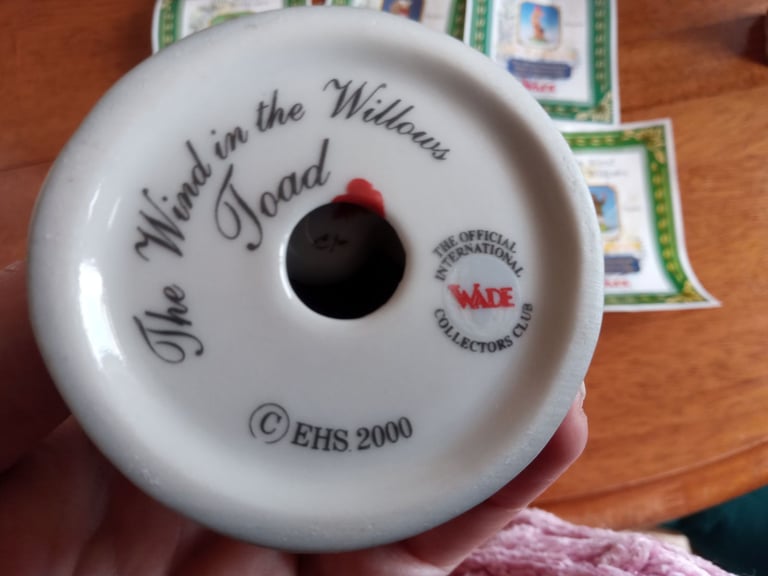 The Wind in the Willows
Toad
THE OFFICIAL
INTERNATIONAL
WADE
COLLECTORS CLUB
© EHS 2000